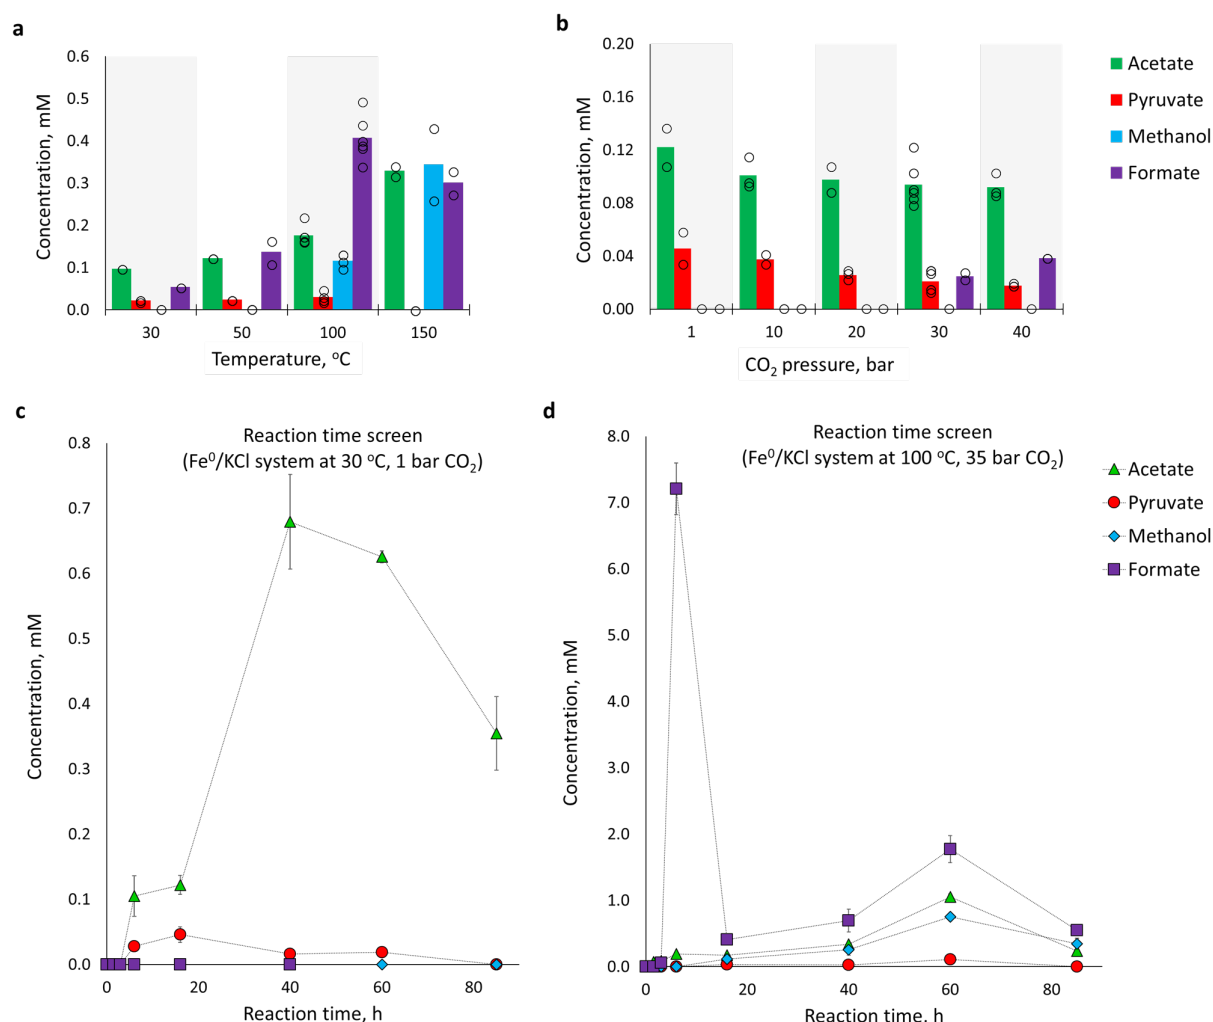 a
Concentration, mM
0.6
0.5
0.4
0.3
0.2
0.1
0.0
30
50
100
150
Temperature, °C
b
Concentration, mM
0.20
0.16
0.12
0.08
0.04
0.00
1
10
20
30
40
CO₂ pressure, bar
Acetate
Pyruvate
Methanol
Formate
c
Reaction time screen
(Fe⁰/KCl system at 30 °C, 1 bar CO₂)
Concentration, mM
0.8
0.7
0.6
0.5
0.4
0.3
0.2
0.1
0.0
0
20
40
60
80
Reaction time, h
d
Reaction time screen
(Fe⁰/KCl system at 100 °C, 35 bar CO₂)
Concentration, mM
8.0
7.0
6.0
5.0
4.0
3.0
2.0
1.0
0.0
0
20
40
60
80
Reaction time, h
Acetate
Pyruvate
Methanol
Formate